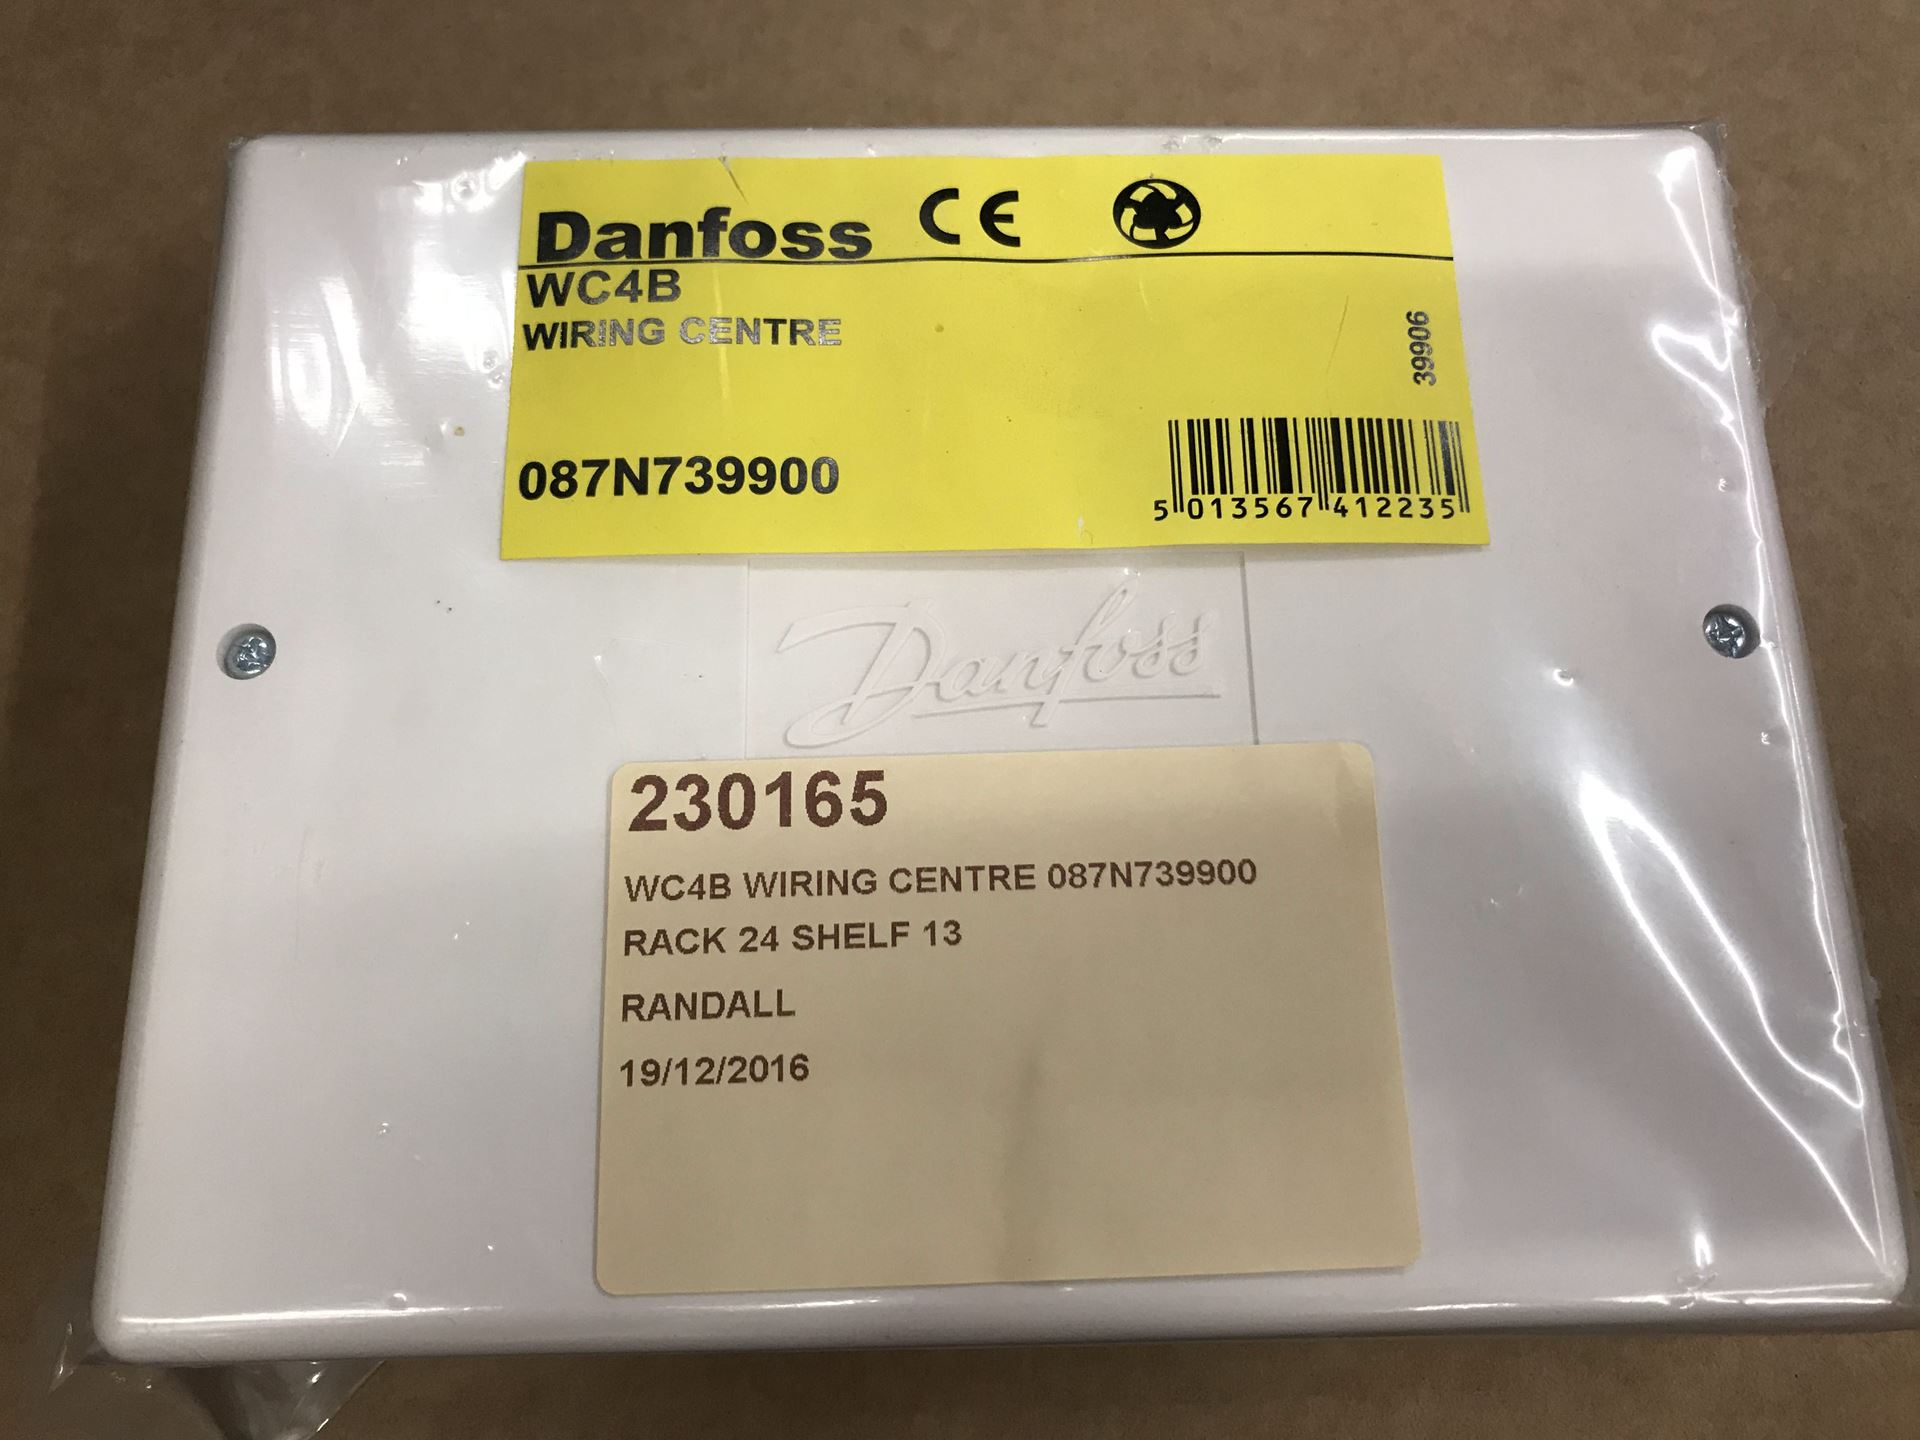 Danfoss CE
WC4B
WIRING CENTRE
39906
087N739900
5 013567 412235
Danfoss
230165
WC4B WIRING CENTRE 087N739900
RACK 24 SHELF 13
RANDALL
19/12/2016